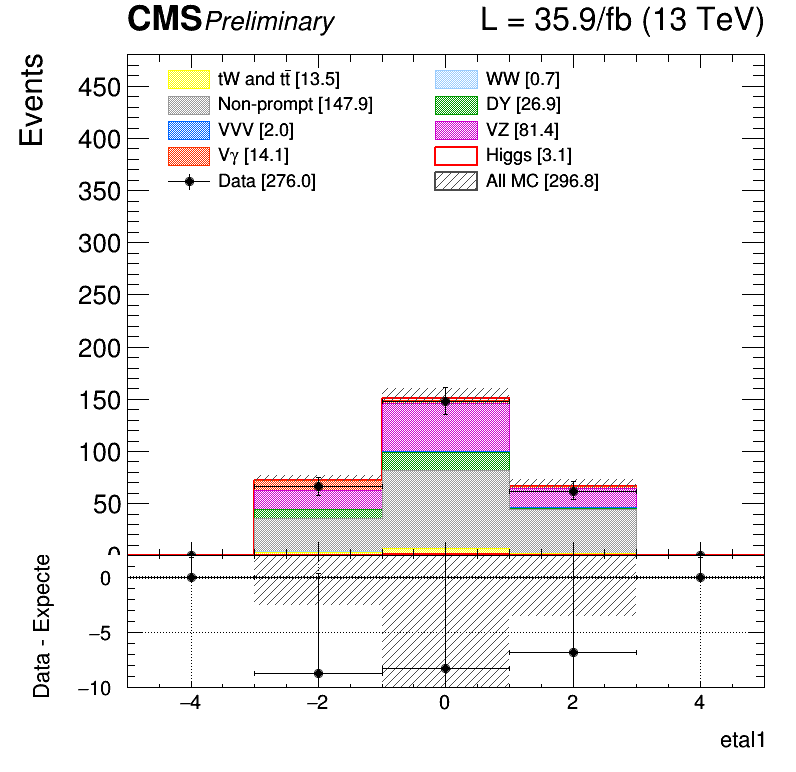 CMS Preliminary L = 35.9/fb (13 TeV)
Events
tW and tt̄ [13.5] WW [0.7]
Non-prompt [147.9] DY [26.9]
VVV [2.0] VZ [81.4]
Vγ [14.1] Higgs [3.1]
Data [276.0] All MC [296.8]
450
400
350
300
250
200
150
100
50
0
Data - Expecte
0
−5
−10
−4 −2 0 2 4
etal1